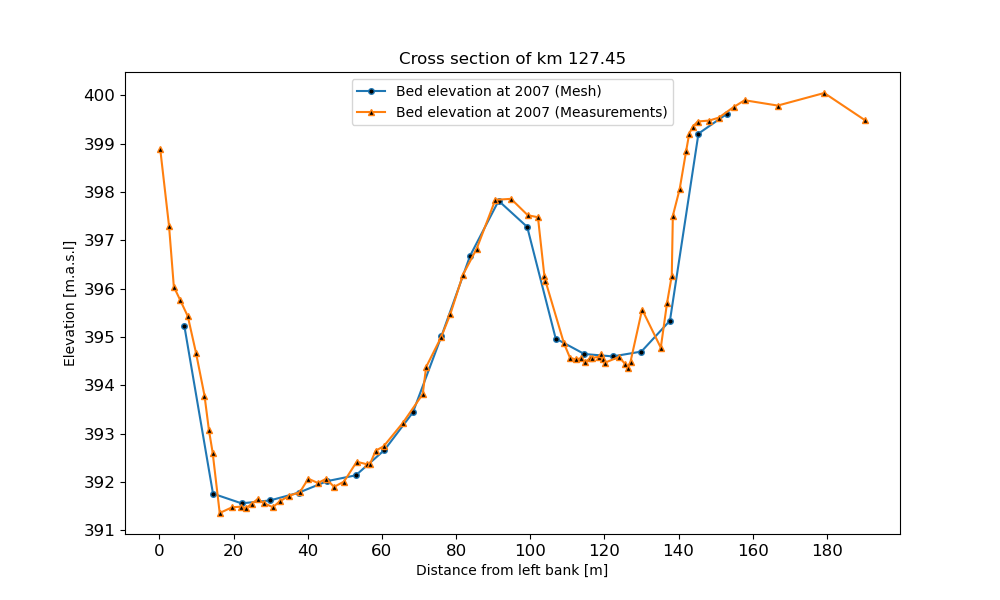 Cross section of km 127.45
Bed elevation at 2007 (Mesh)
Bed elevation at 2007 (Measurements)
Elevation [m.a.s.l]
400
399
398
397
396
395
394
393
392
391
0 20 40 60 80 100 120 140 160 180
Distance from left bank [m]